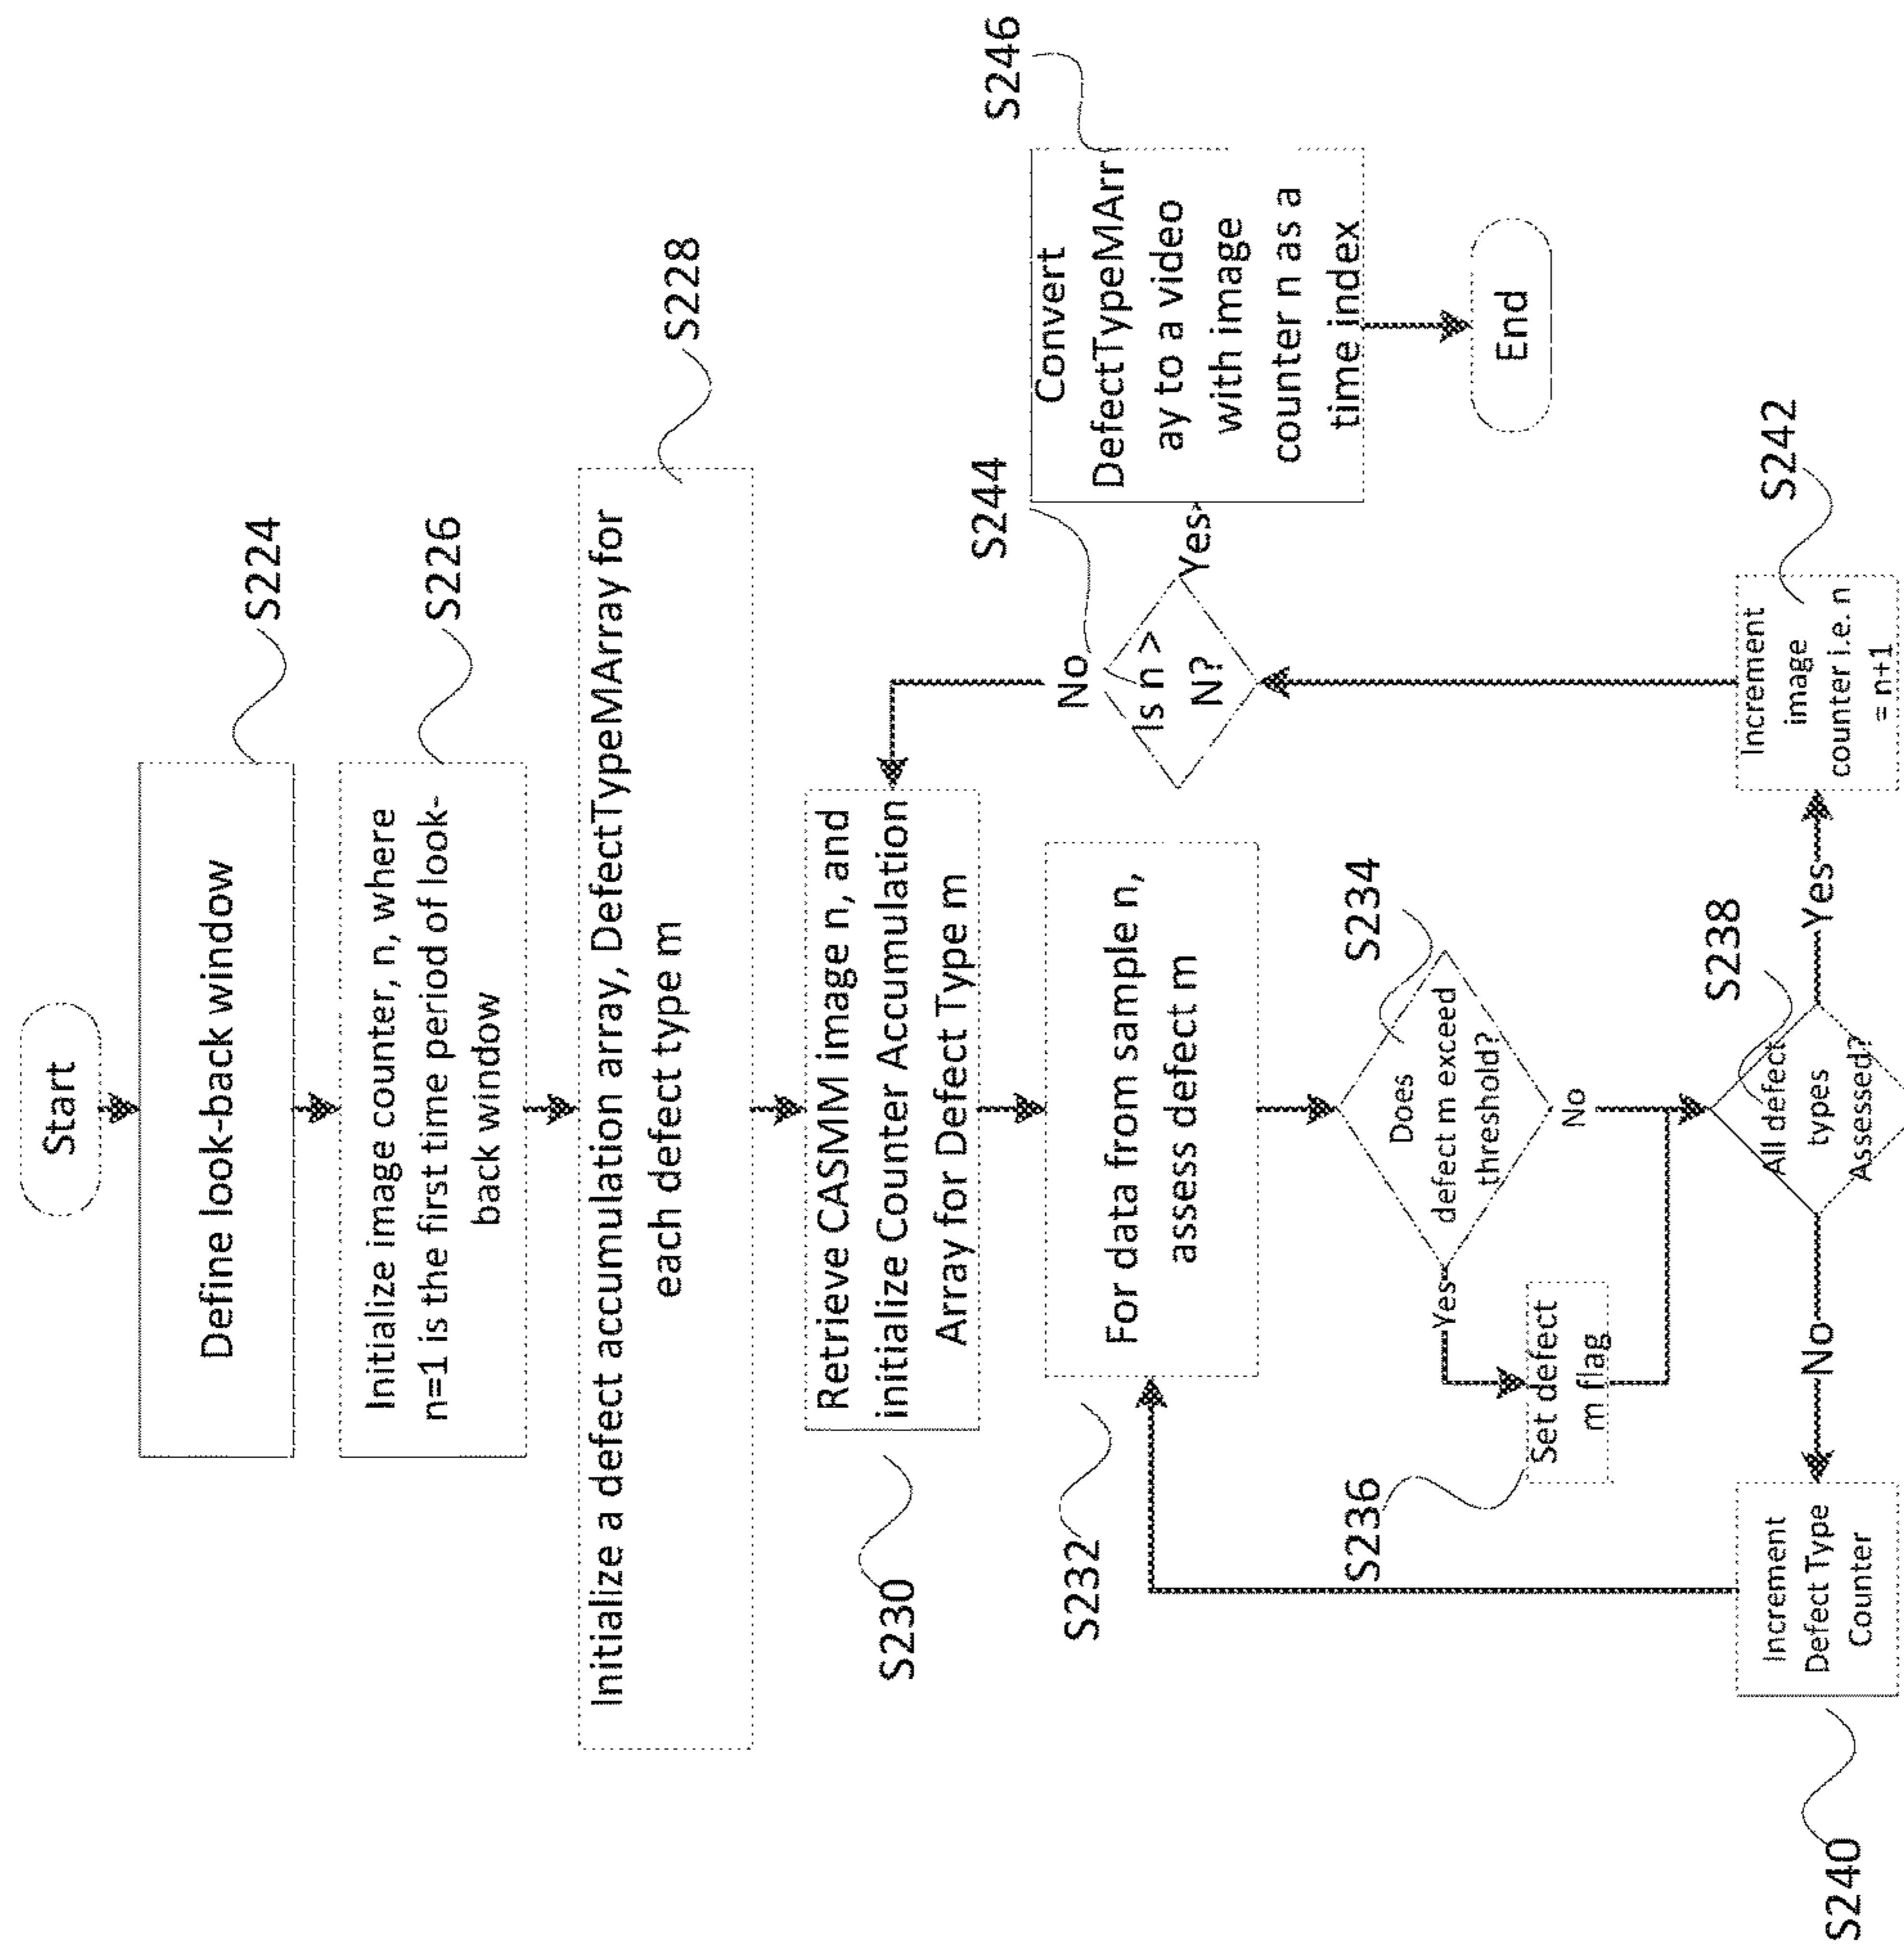 Start
Define look-back window
S224
Initialize image counter, n, where
n=1 is the first time period of look-
back window
S226
Initialize a defect accumulation array, DefectTypeMArray for
each defect type m
S228
Retrieve CASMM image n, and
initialize Counter Accumulation
Array for Defect Type m
S230
For data from sample n,
assess defect m
S232
Does
defect m exceed
threshold?
S234
Yes
No
Set defect
m flag
S236
All defect
types
Assessed?
S238
No
Yes
Increment
Defect Type
Counter
S240
Increment
image
counter i.e. n
= n+1
S242
Is n >
N?
S244
No
Yes
Convert
DefectTypeMArr
ay to a video
with image
counter n as a
time index
S246
End